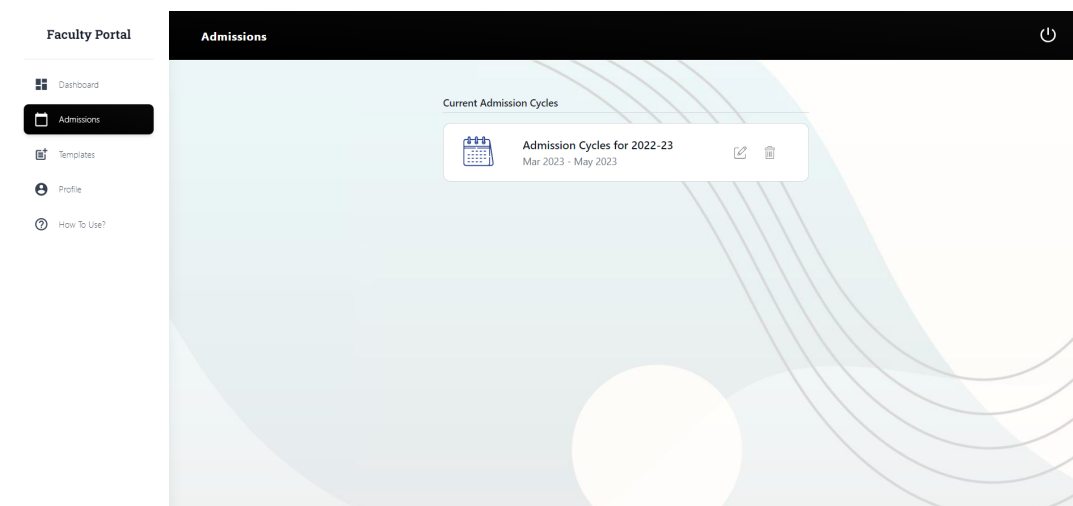 Faculty Portal
Admissions
Dashboard
Admissions
Templates
Profile
How To Use?
Current Admission Cycles
Admission Cycles for 2022-23
Mar 2023 - May 2023